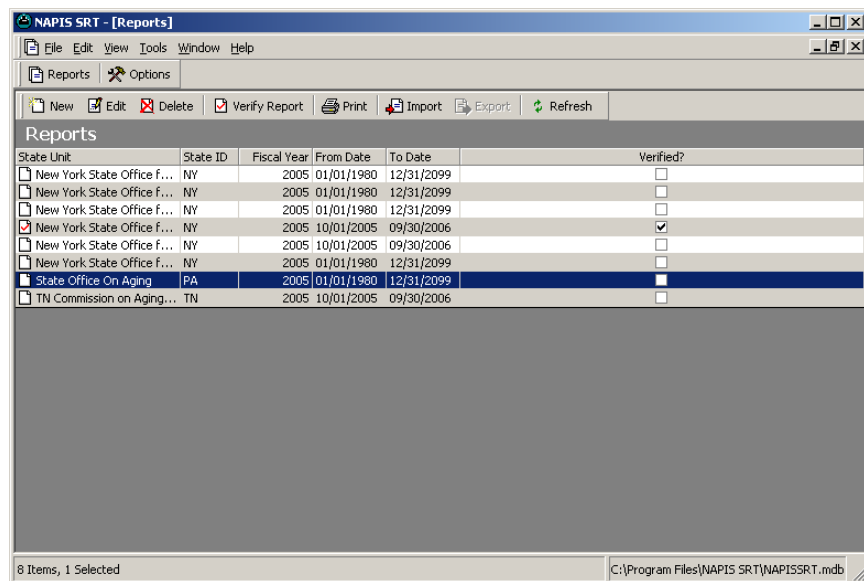 NAPIS SRT - [Reports]
File Edit View Tools Window Help
Reports Options
New Edit Delete Verify Report Print Import Export Refresh
Reports
State Unit State ID Fiscal Year From Date To Date Verified?
New York State Office f... NY 2005 01/01/1980 12/31/2099
New York State Office f... NY 2005 01/01/1980 12/31/2099
New York State Office f... NY 2005 01/01/1980 12/31/2099
New York State Office f... NY 2005 10/01/2005 09/30/2006
New York State Office f... NY 2005 10/01/2005 09/30/2006
New York State Office f... NY 2005 01/01/1980 12/31/2099
State Office On Aging PA 2005 01/01/1980 12/31/2099
TN Commission on Aging... TN 2005 10/01/2005 09/30/2006
8 Items, 1 Selected C:\Program Files\NAPIS SRT\NAPISSRT.mdb